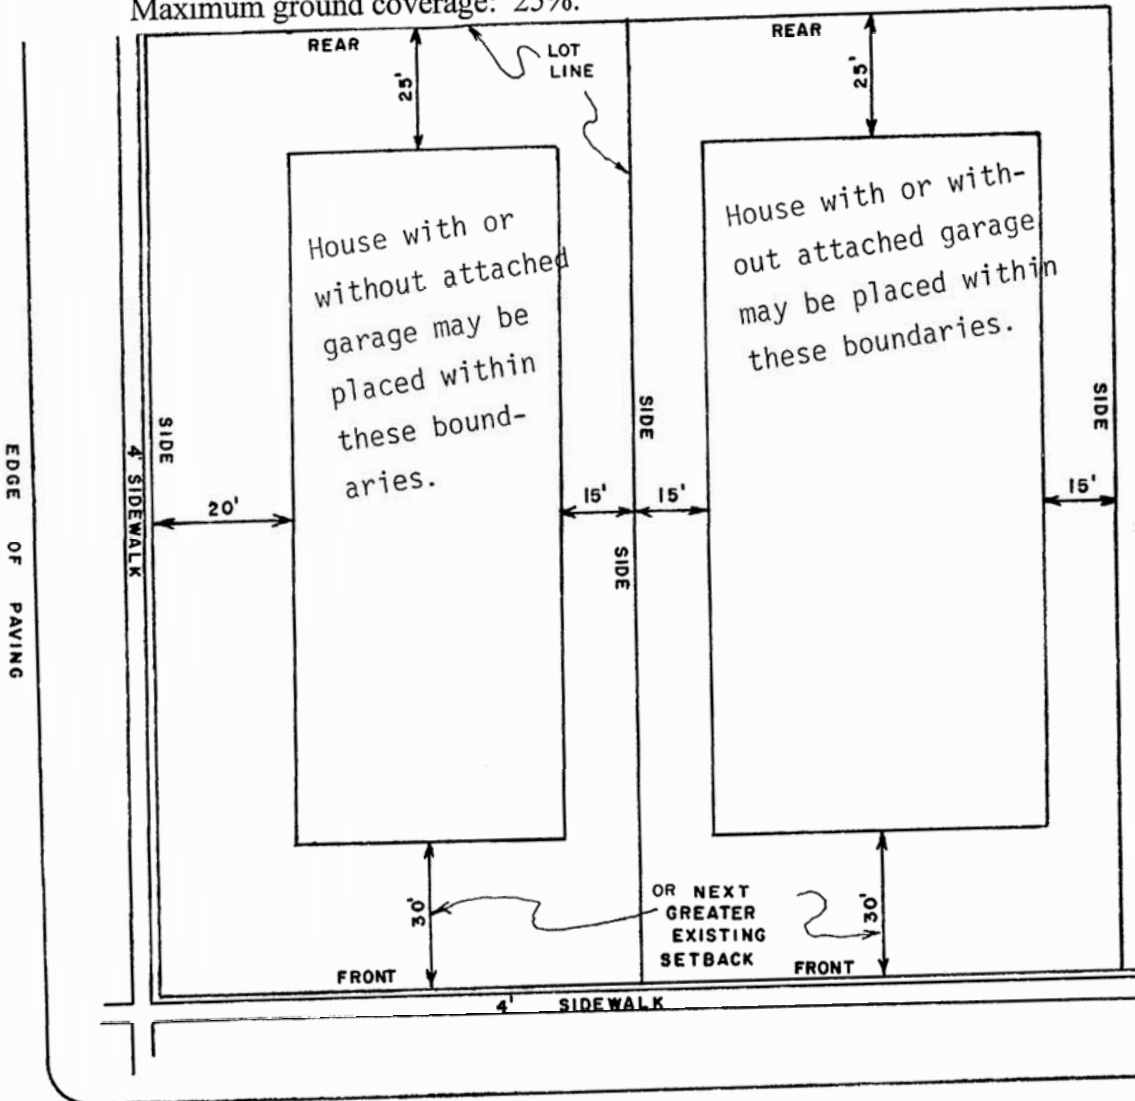 Maximum ground coverage: 25%.
REAR
REAR
LOT
LINE
25'
25'
House with or
without attached
garage may be
placed within
these bound-
aries.
House with or with-
out attached garage
may be placed within
these boundaries.
EDGE OF PAVING
4' SIDEWALK
SIDE
SIDE
SIDE
SIDE
20'
15'
15'
15'
30'
30'
OR NEXT
GREATER
EXISTING
SETBACK
FRONT
FRONT
4' SIDEWALK